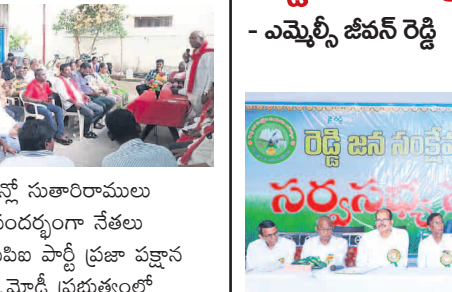 న్లో సుతారిరాములు
సందర్భంగా నేతలు
పిఐ పార్టీ ప్రజా పక్షాన
మోడీ ప్రభుత్వంలో
- ఎమ్మెల్సీ జీవన్ రెడ్డి
రెడ్డి జన సంక్షేమ
సర్వసభ్య